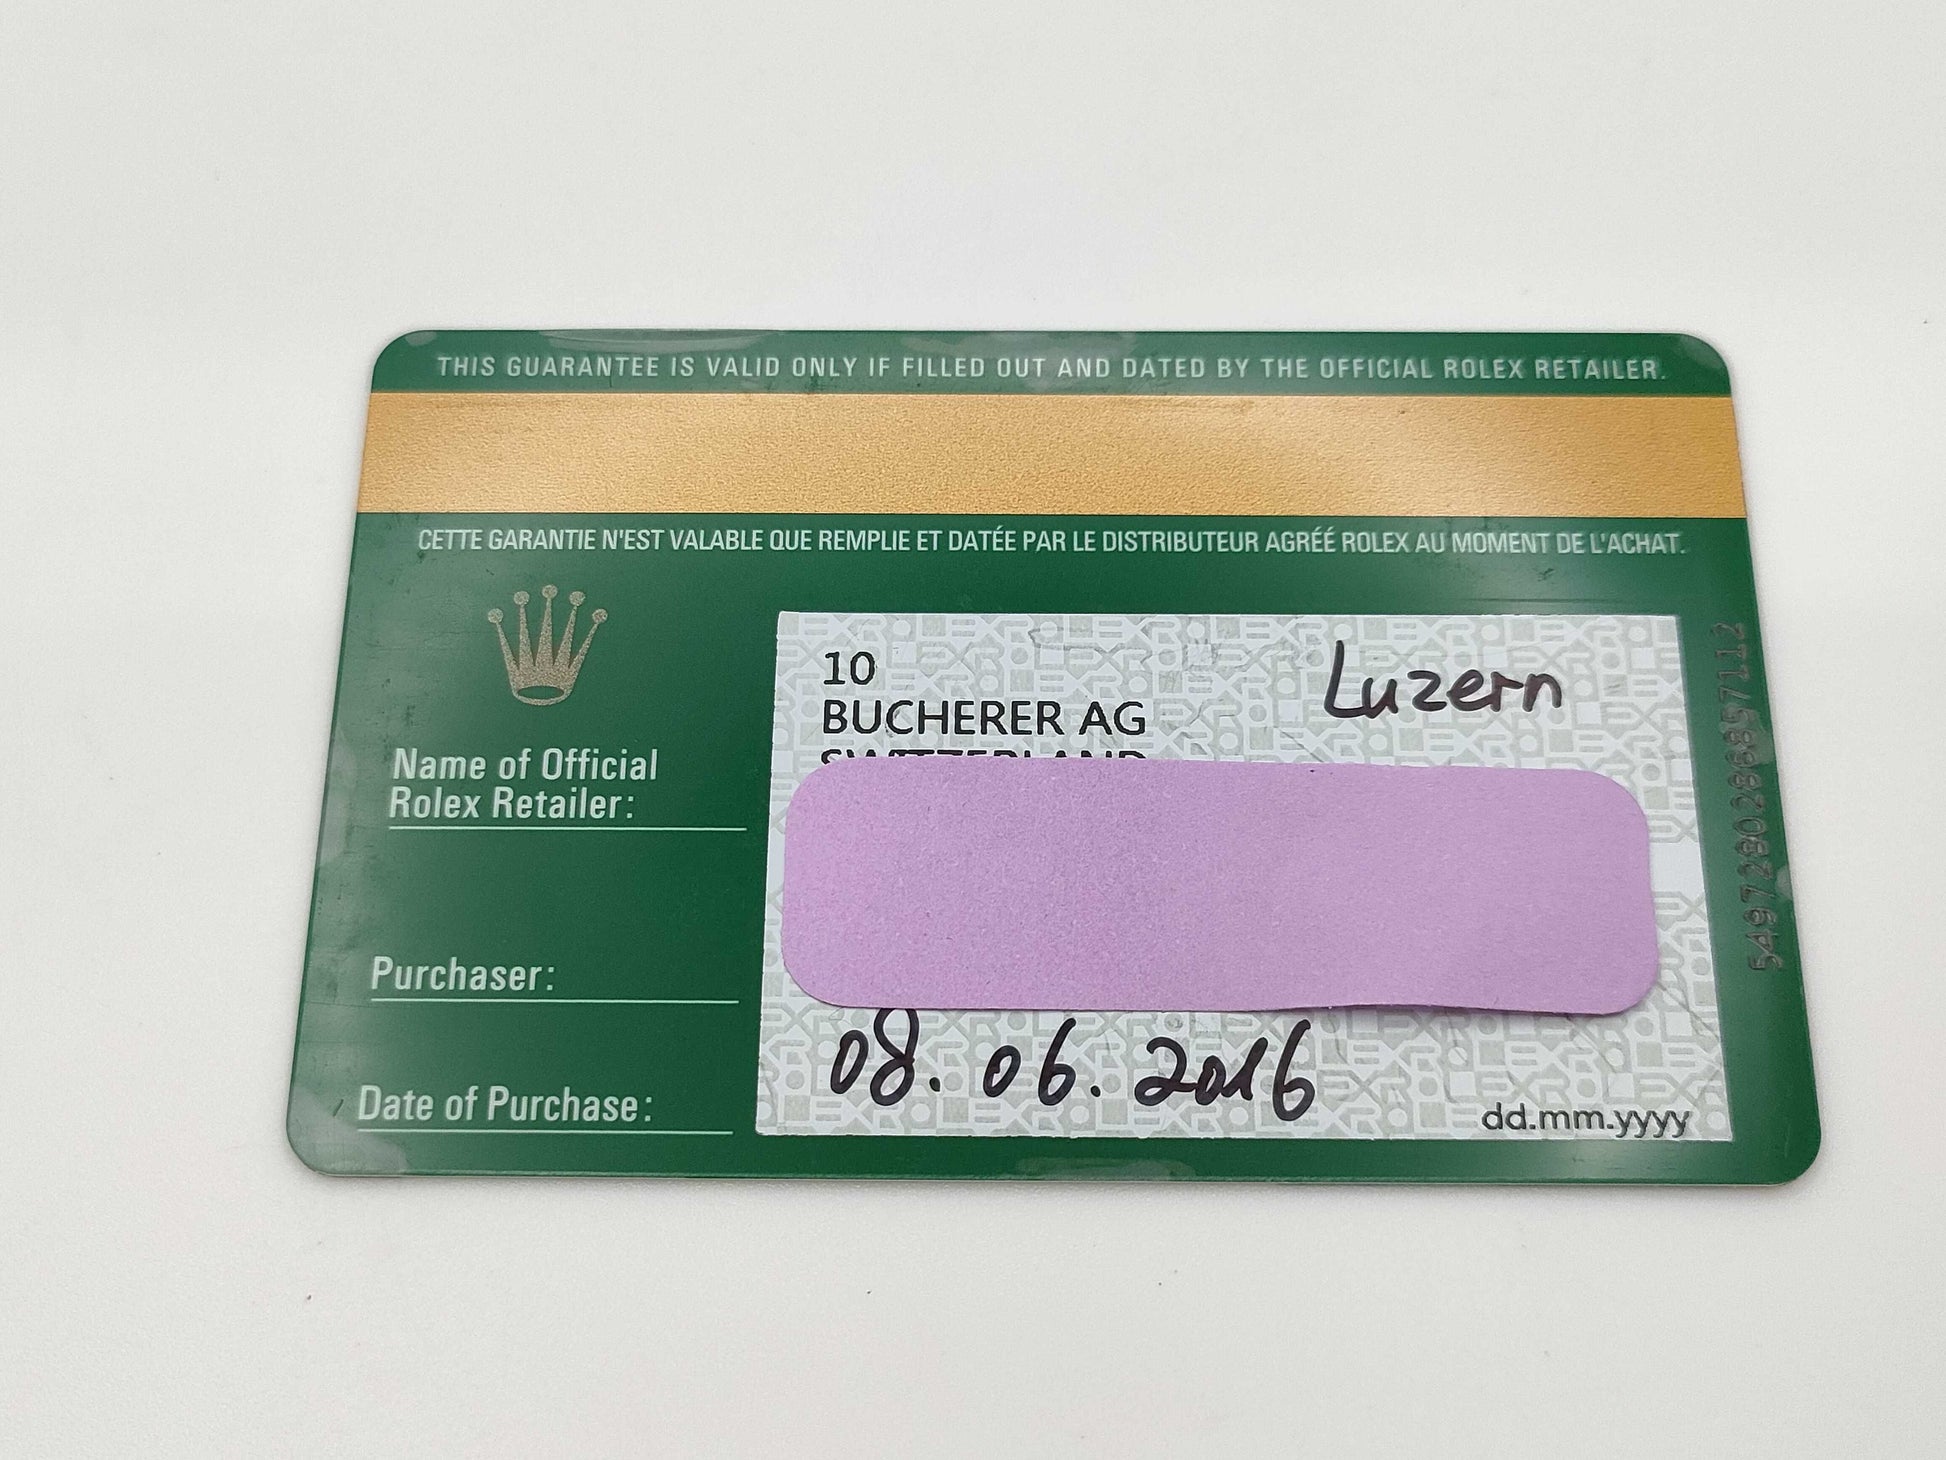 THIS GUARANTEE IS VALID ONLY IF FILLED OUT AND DATED BY THE OFFICIAL ROLEX RETAILER.
CETTE GARANTIE N'EST VALABLE QUE REMPLIE ET DATÉE PAR LE DISTRIBUTEUR AGRÉÉ ROLEX AU MOMENT DE L'ACHAT.
10
BUCHERER AG
Luzern
SWITZERLAND
Name of Official
Rolex Retailer:
Purchaser:
Date of Purchase:
08. 06. 2016
dd.mm.yyyy